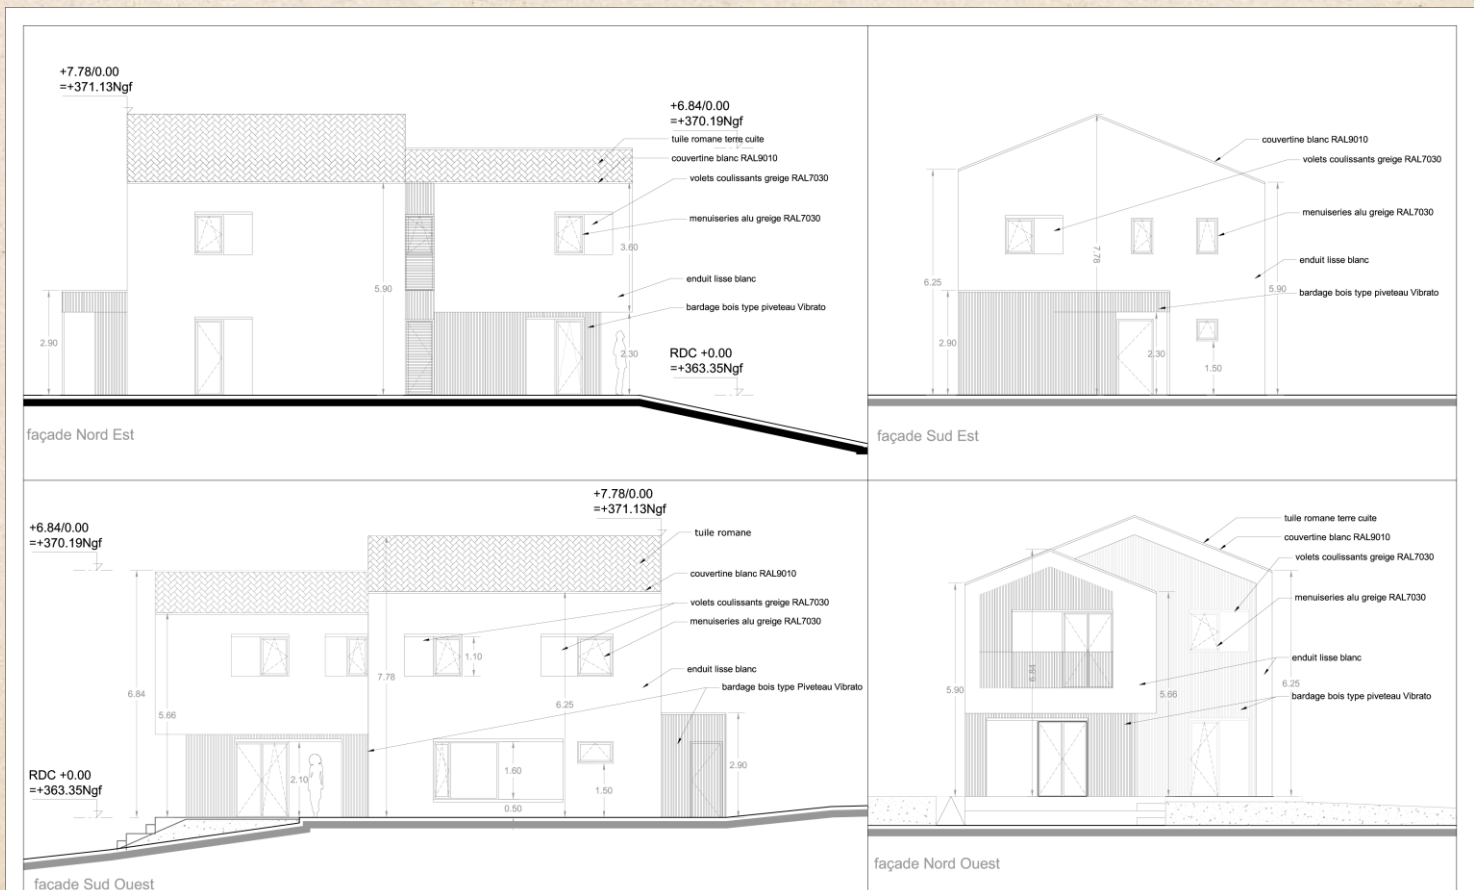 +7.78/0.00
=+371.13Ngf
+6.84/0.00
=+370.19Ngf
tuile romane terre cuite
couvertine blanc RAL9010
volets coulissants greige RAL7030
menuiseries alu greige RAL7030
3.60
5.90
enduit lisse blanc
bardage bois type piveteau Vibrato
2.90
2.30
RDC +0.00
=+363.35Ngf
façade Nord Est
couvertine blanc RAL9010
volets coulissants greige RAL7030
menuiseries alu greige RAL7030
7.78
enduit lisse blanc
6.25
5.90
bardage bois type piveteau Vibrato
2.90
2.30
1.50
façade Sud Est
+7.78/0.00
=+371.13Ngf
+6.84/0.00
=+370.19Ngf
tuile romane
couvertine blanc RAL9010
volets coulissants greige RAL7030
menuiseries alu greige RAL7030
1.10
enduit lisse blanc
7.78
bardage bois type Piveteau Vibrato
6.84
6.25
5.66
RDC +0.00
=+363.35Ngf
2.10
1.60
2.90
1.50
0.50
façade Sud Ouest
tuile romane terre cuite
couvertine blanc RAL9010
volets coulissants greige RAL7030
menuiseries alu greige RAL7030
enduit lisse blanc
6.84
6.25
5.90
5.66
bardage bois type piveteau Vibrato
façade Nord Ouest